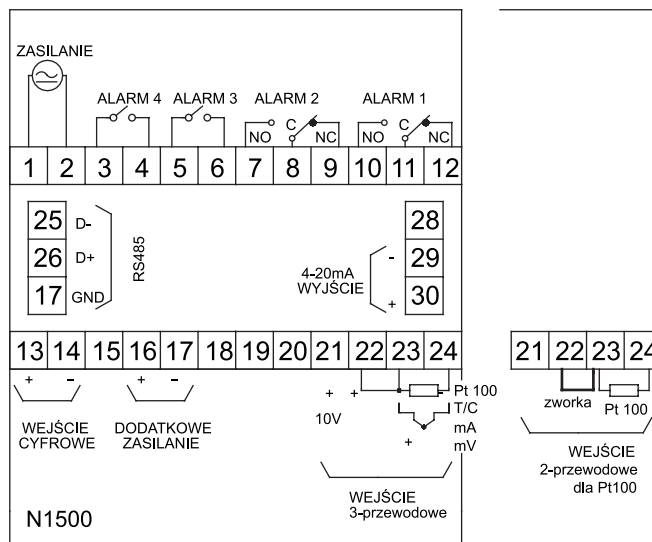 ZASILANIE
ALARM 4 ALARM 3 ALARM 2 ALARM 1
NO C NC NO C NC
1 2 3 4 5 6 7 8 9 10 11 12
25 D-
26 D+
17 GND
RS485
28
29 -
30 +
4-20mA
WYJŚCIE
13 14 15 16 17 18 19 20 21 22 23 24
21 22 23 24
+ - + -
WEJŚCIE
CYFROWE
DODATKOWE
ZASILANIE
+ + - Pt 100
10V
T/C
+ mA
mV
WEJŚCIE
3-przewodowe
zworka Pt 100
WEJŚCIE
2-przewodowe
dla Pt100
N1500